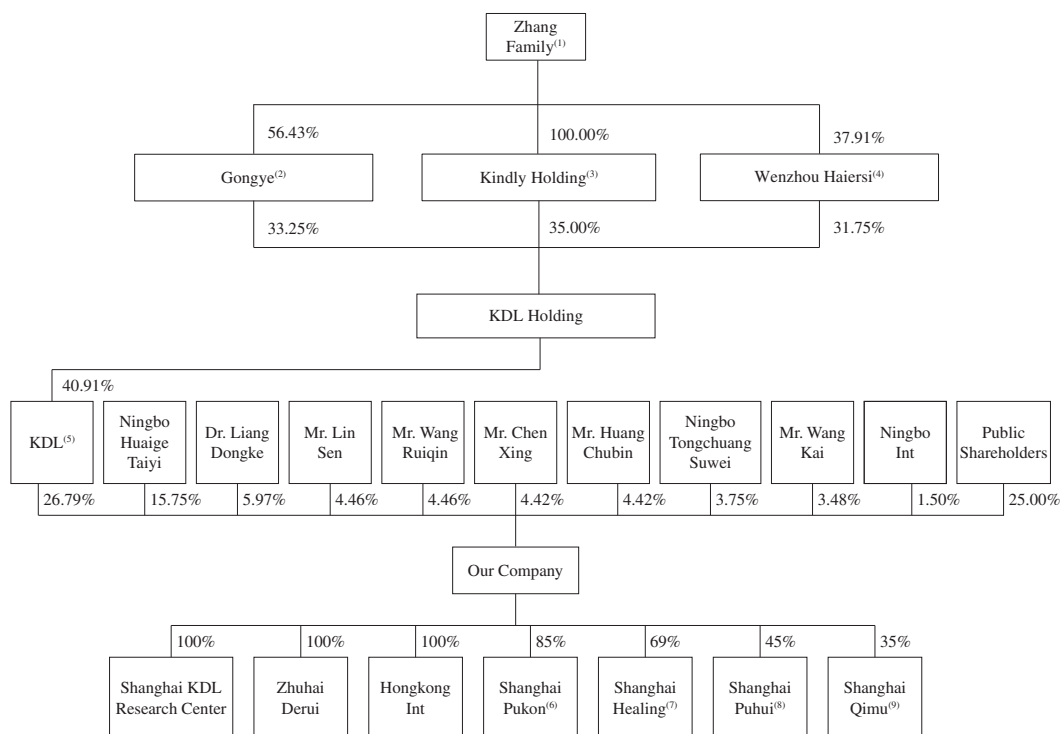 Zhang
Family(1)
56.43%
100.00%
37.91%
Gongye(2)
Kindly Holding(3)
Wenzhou Haiersi(4)
33.25%
35.00%
31.75%
KDL Holding
40.91%
KDL(5)
Ningbo
Huaige
Taiyi
Dr. Liang
Dongke
Mr. Lin
Sen
Mr. Wang
Ruiqin
Mr. Chen
Xing
Mr. Huang
Chubin
Ningbo
Tongchuang
Suwei
Mr. Wang
Kai
Ningbo
Int
Public
Shareholders
26.79%
15.75%
5.97%
4.46%
4.46%
4.42%
4.42%
3.75%
3.48%
1.50%
25.00%
Our Company
100%
100%
100%
85%
69%
45%
35%
Shanghai KDL
Research Center
Zhuhai
Derui
Hongkong
Int
Shanghai
Pukon(6)
Shanghai
Healing(7)
Shanghai
Puhui(8)
Shanghai
Qimu(9)